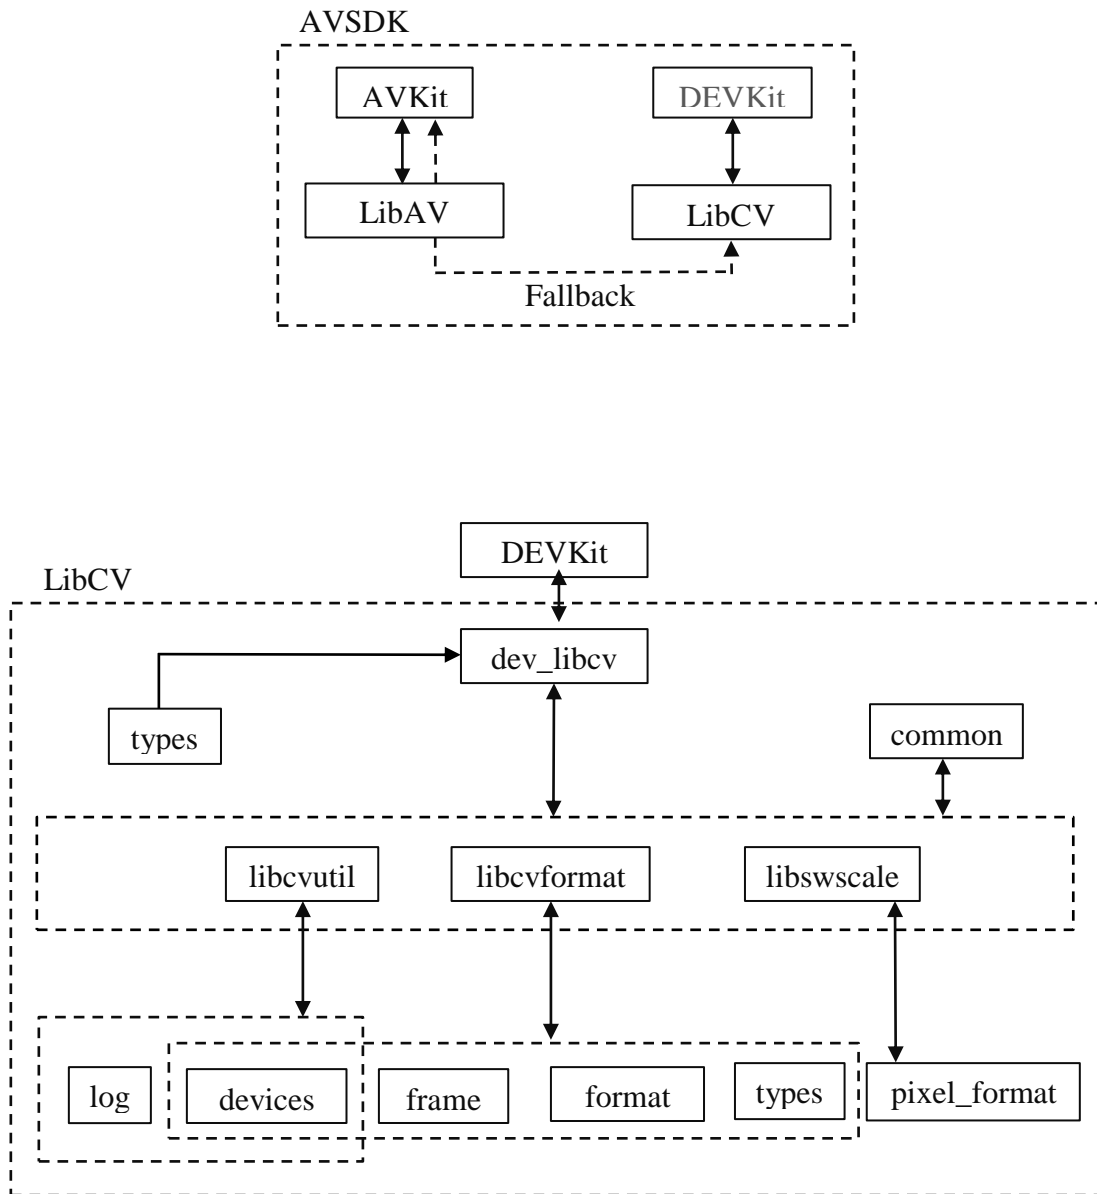 AVSDK
AVKit
DEVKit
LibAV
LibCV
Fallback
DEVKit
LibCV
dev_libcv
types
common
libcvutil
libcvformat
libswscale
log
devices
frame
format
types
pixel_format